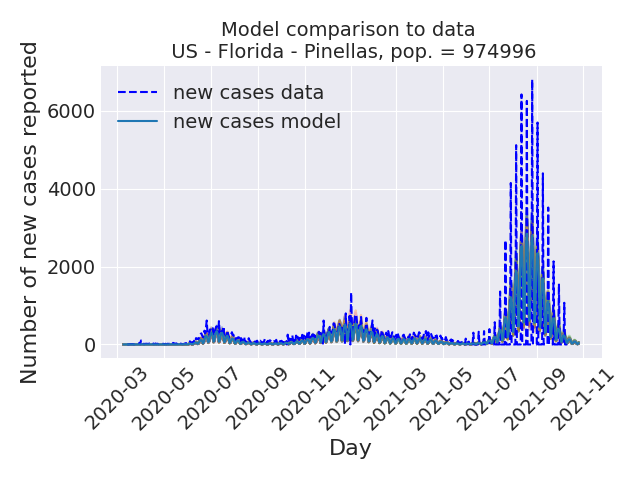 Model comparison to data
US - Florida - Pinellas, pop. = 974996
new cases data
new cases model
Number of new cases reported
6000
4000
2000
0
2020-03
2020-05
2020-07
2020-09
2020-11
2021-01
2021-03
2021-05
2021-07
2021-09
2021-11
Day